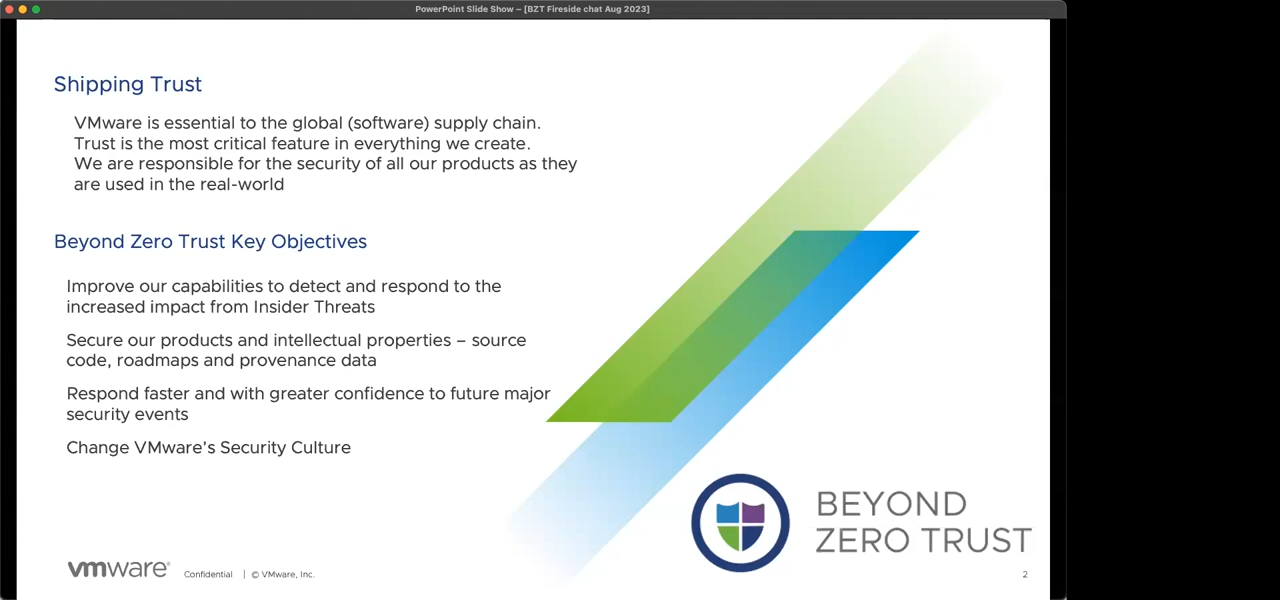 PowerPoint Slide Show – [BZT Fireside chat Aug 2023]
Shipping Trust
VMware is essential to the global (software) supply chain.
Trust is the most critical feature in everything we create.
We are responsible for the security of all our products as they
are used in the real-world
Beyond Zero Trust Key Objectives
Improve our capabilities to detect and respond to the
increased impact from Insider Threats
Secure our products and intellectual properties – source
code, roadmaps and provenance data
Respond faster and with greater confidence to future major
security events
Change VMware’s Security Culture
BEYOND
ZERO TRUST
vmware® Confidential | © VMware, Inc. 2